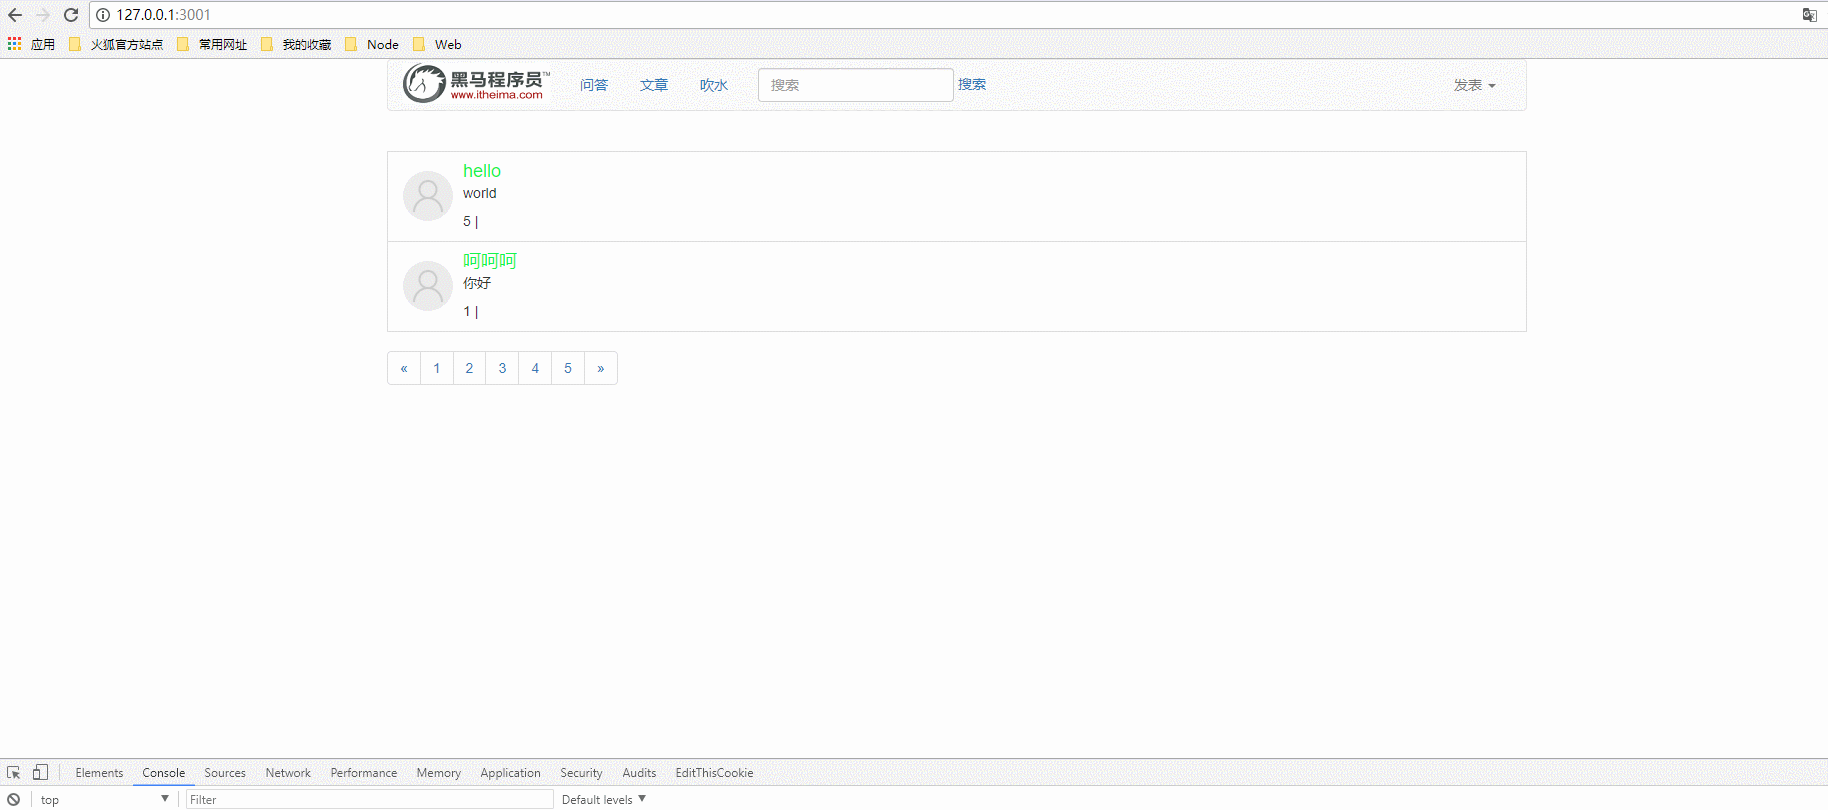 127.0.0.1:3001
应用 火狐官方站点 常用网址 我的收藏 Node Web
黑马程序员™ 问答 文章 吹水 搜索 搜索 发表
www.itheima.com
hello
world
5 |
呵呵呵
你好
1 |
« 1 2 3 4 5 »
Elements Console Sources Network Performance Memory Application Security Audits EditThisCookie
top Filter Default levels